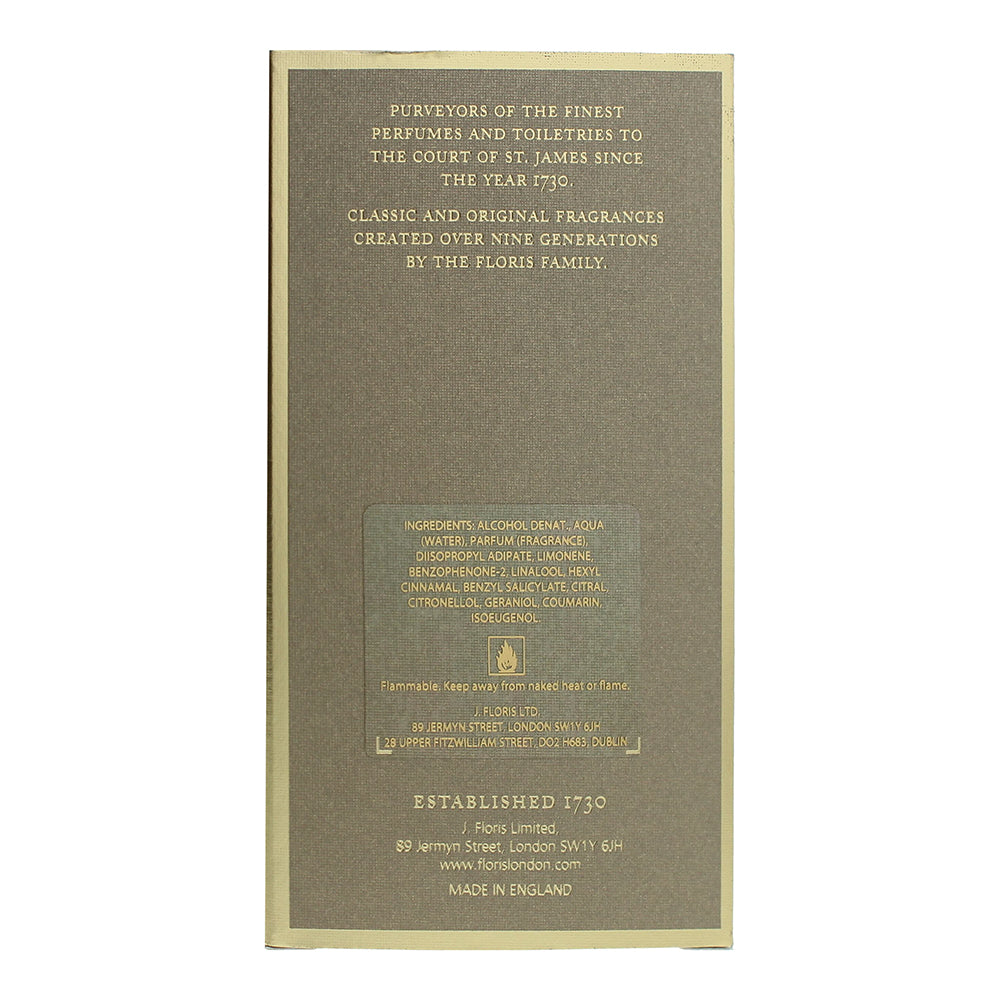 PURVEYORS OF THE FINEST
PERFUMES AND TOILETRIES TO
THE COURT OF ST. JAMES SINCE
THE YEAR 1730.
CLASSIC AND ORIGINAL FRAGRANCES
CREATED OVER NINE GENERATIONS
BY THE FLORIS FAMILY.
INGREDIENTS: ALCOHOL DENAT., AQUA
(WATER), PARFUM (FRAGRANCE),
DIISOPROPYL ADIPATE, LIMONENE,
BENZOPHENONE-2, LINALOOL, HEXYL
CINNAMAL, BENZYL SALICYLATE, CITRAL,
CITRONELLOL, GERANIOL, COUMARIN,
ISOEUGENOL.
Flammable. Keep away from naked heat or flame.
J. FLORIS LTD.
89 JERMYN STREET, LONDON SW1Y 6JH
28 UPPER FITZWILLIAM STREET, DO2 H683, DUBLIN
ESTABLISHED 1730
J. Floris Limited,
89 Jermyn Street, London SW1Y 6JH
www.florislondon.com
MADE IN ENGLAND